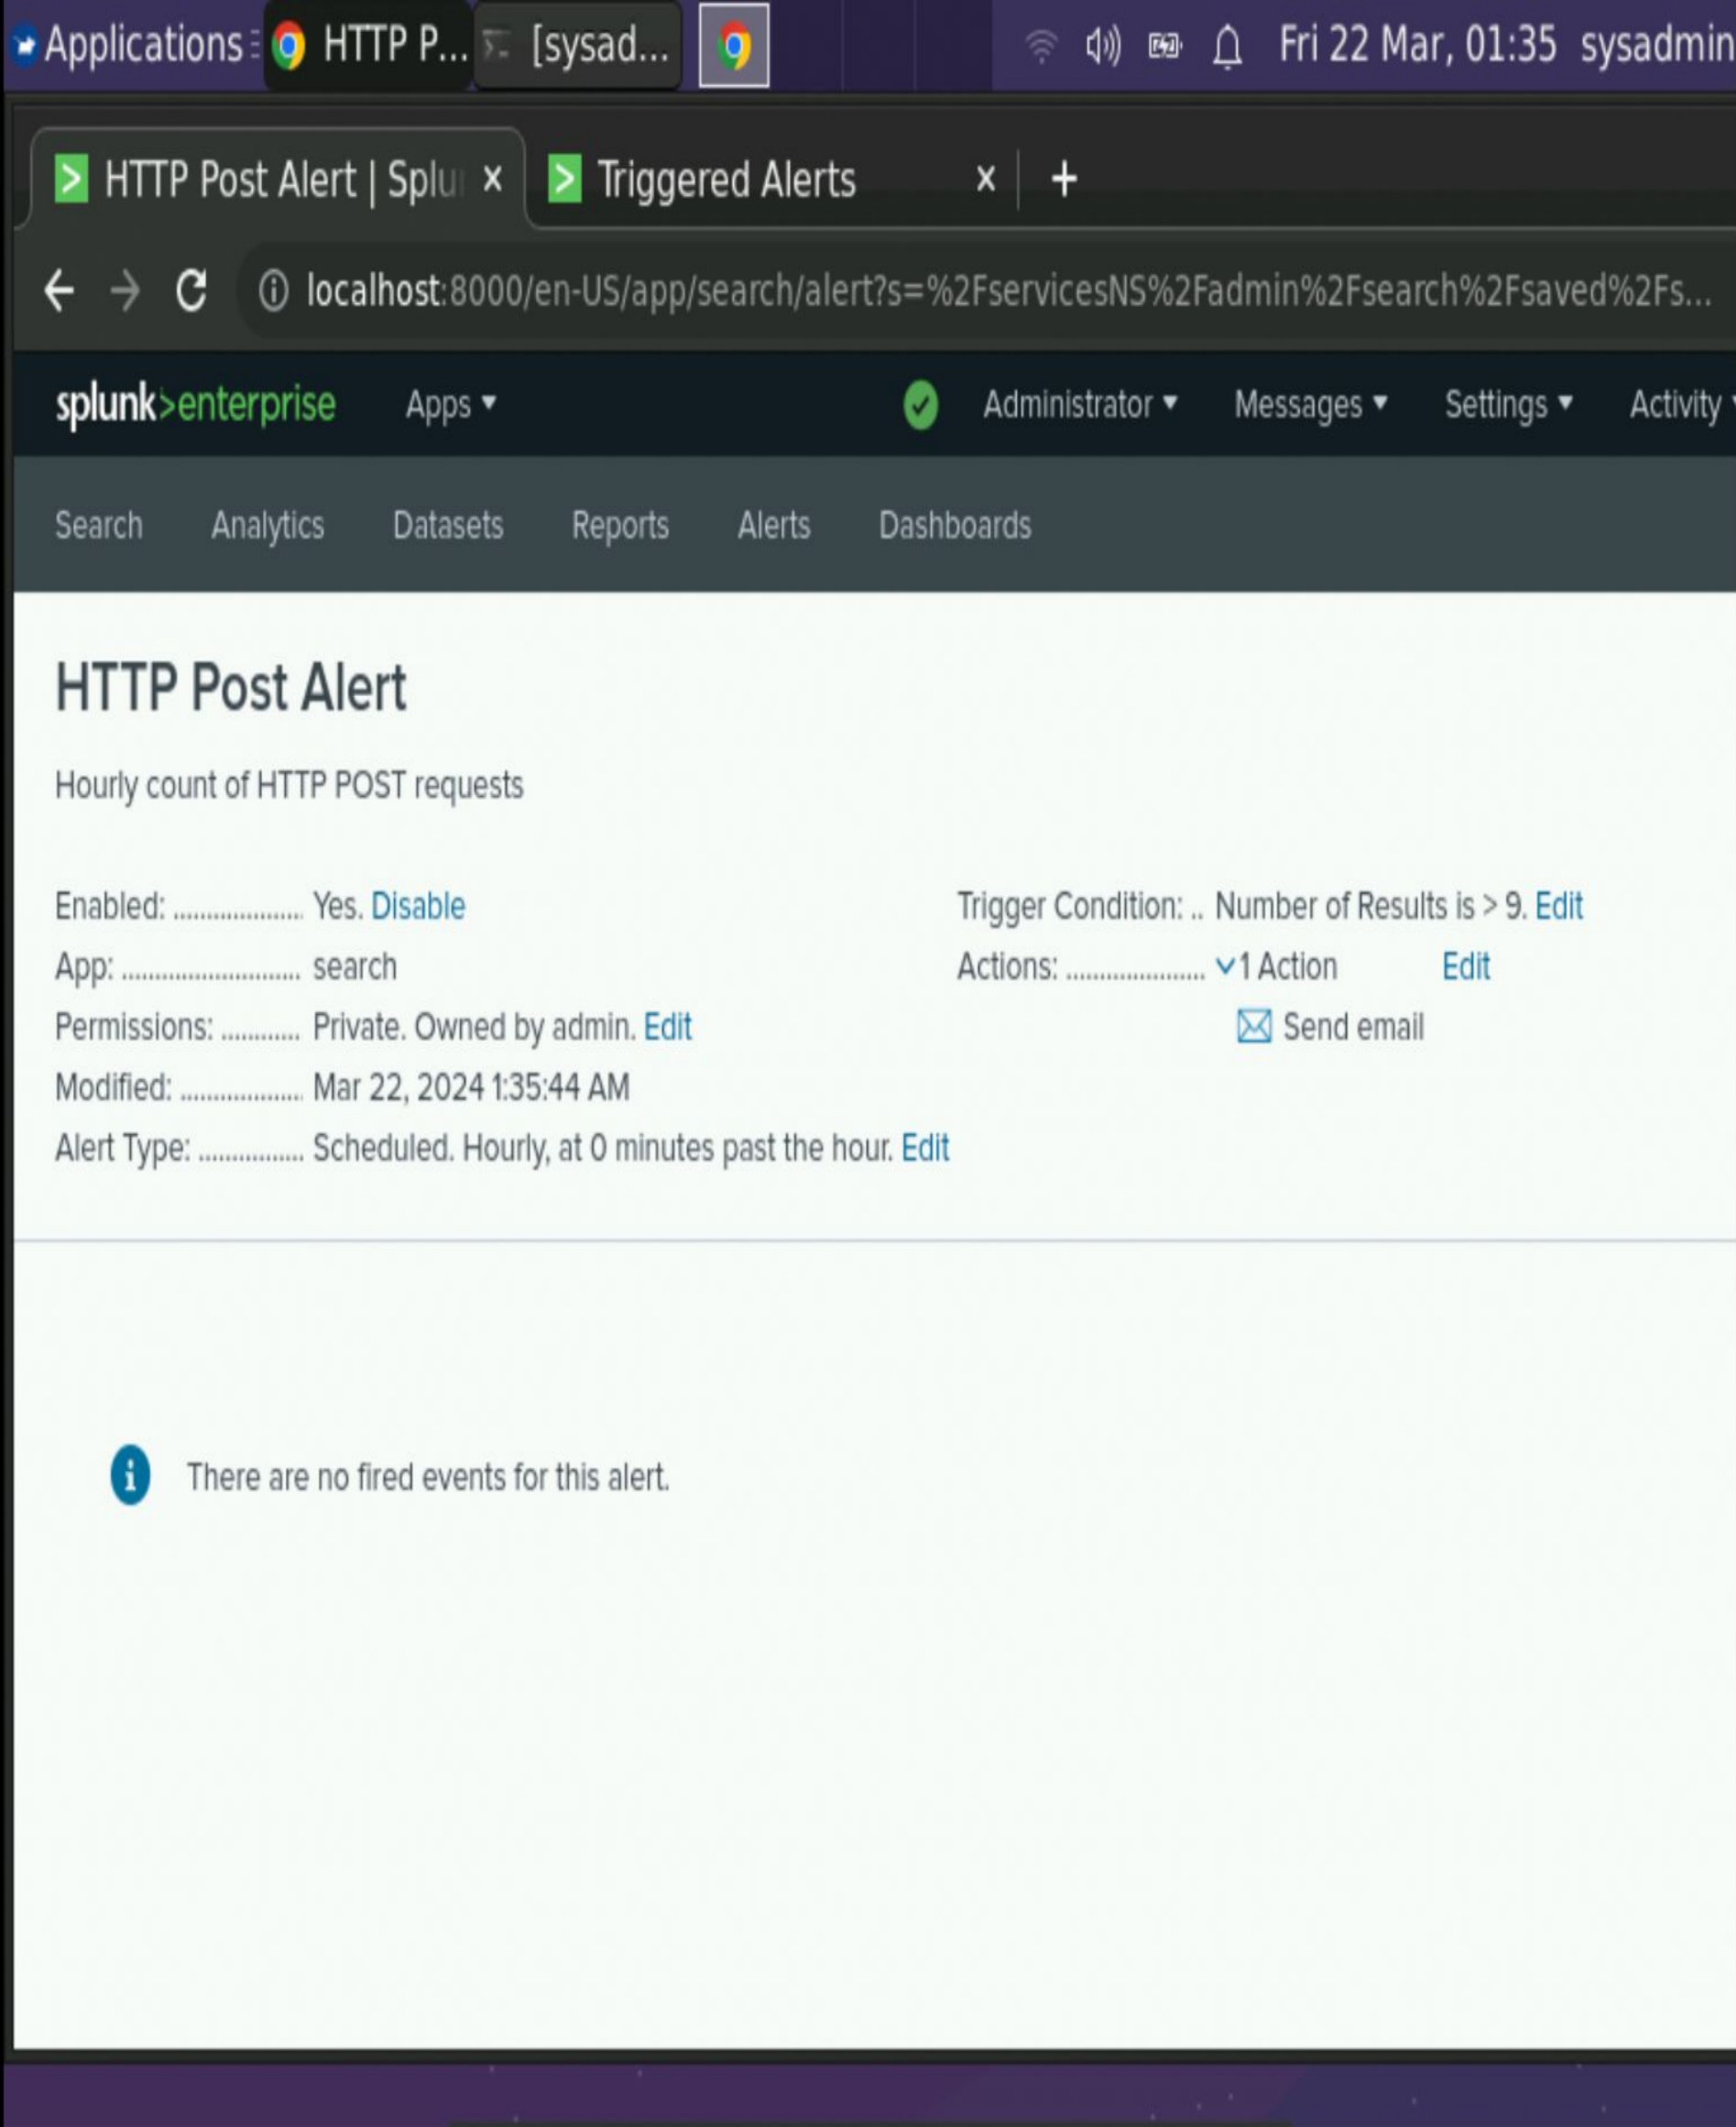 Applications HTTP P... [sysad... Fri 22 Mar, 01:35 sysadmin
HTTP Post Alert | Splu × Triggered Alerts × +
localhost:8000/en-US/app/search/alert?s=%2FservicesNS%2Fadmin%2Fsearch%2Fsaved%2Fs...
splunk>enterprise Apps Administrator Messages Settings Activity
Search Analytics Datasets Reports Alerts Dashboards
HTTP Post Alert
Hourly count of HTTP POST requests
Enabled: ................... Yes. Disable Trigger Condition: .. Number of Results is > 9. Edit
App: .......................... search Actions: .................... 1 Action Edit
Permissions: ............ Private. Owned by admin. Edit Send email
Modified: .................. Mar 22, 2024 1:35:44 AM
Alert Type: ............... Scheduled. Hourly, at 0 minutes past the hour. Edit
There are no fired events for this alert.